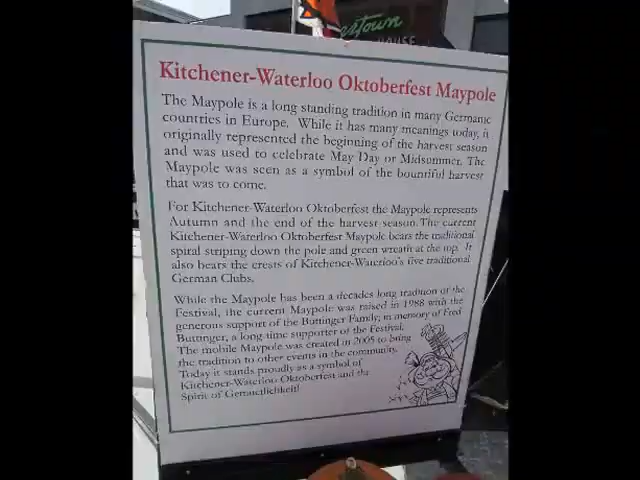 stown
HOUSE
Kitchener-Waterloo Oktoberfest Maypole
The Maypole is a long standing tradition in many Germanic
countries in Europe. While it has many meanings today, it
originally represented the beginning of the harvest season
and was used to celebrate May Day or Midsummer. The
Maypole was seen as a symbol of the bountiful harvest
that was to come.
For Kitchener-Waterloo Oktoberfest the Maypole represents
Autumn and the end of the harvest season. The current
Kitchener-Waterloo Oktoberfest Maypole bears the traditional
spiral striping down the pole and green wreath at the top. It
also bears the crests of Kitchener-Waterloo's five traditional
German Clubs.
While the Maypole has been a decades long tradition of the
Festival, the current Maypole was raised in 1988 with the
generous support of the Buttinger Family; in memory of Fred
Buttinger, a long time supporter of the Festival.
The mobile Maypole was created in 2005 to bring
the tradition to other events in the community.
Today it stands proudly as a symbol of
Kitchener-Waterloo Oktoberfest and the
Spirit of Gemuetlichkeit!